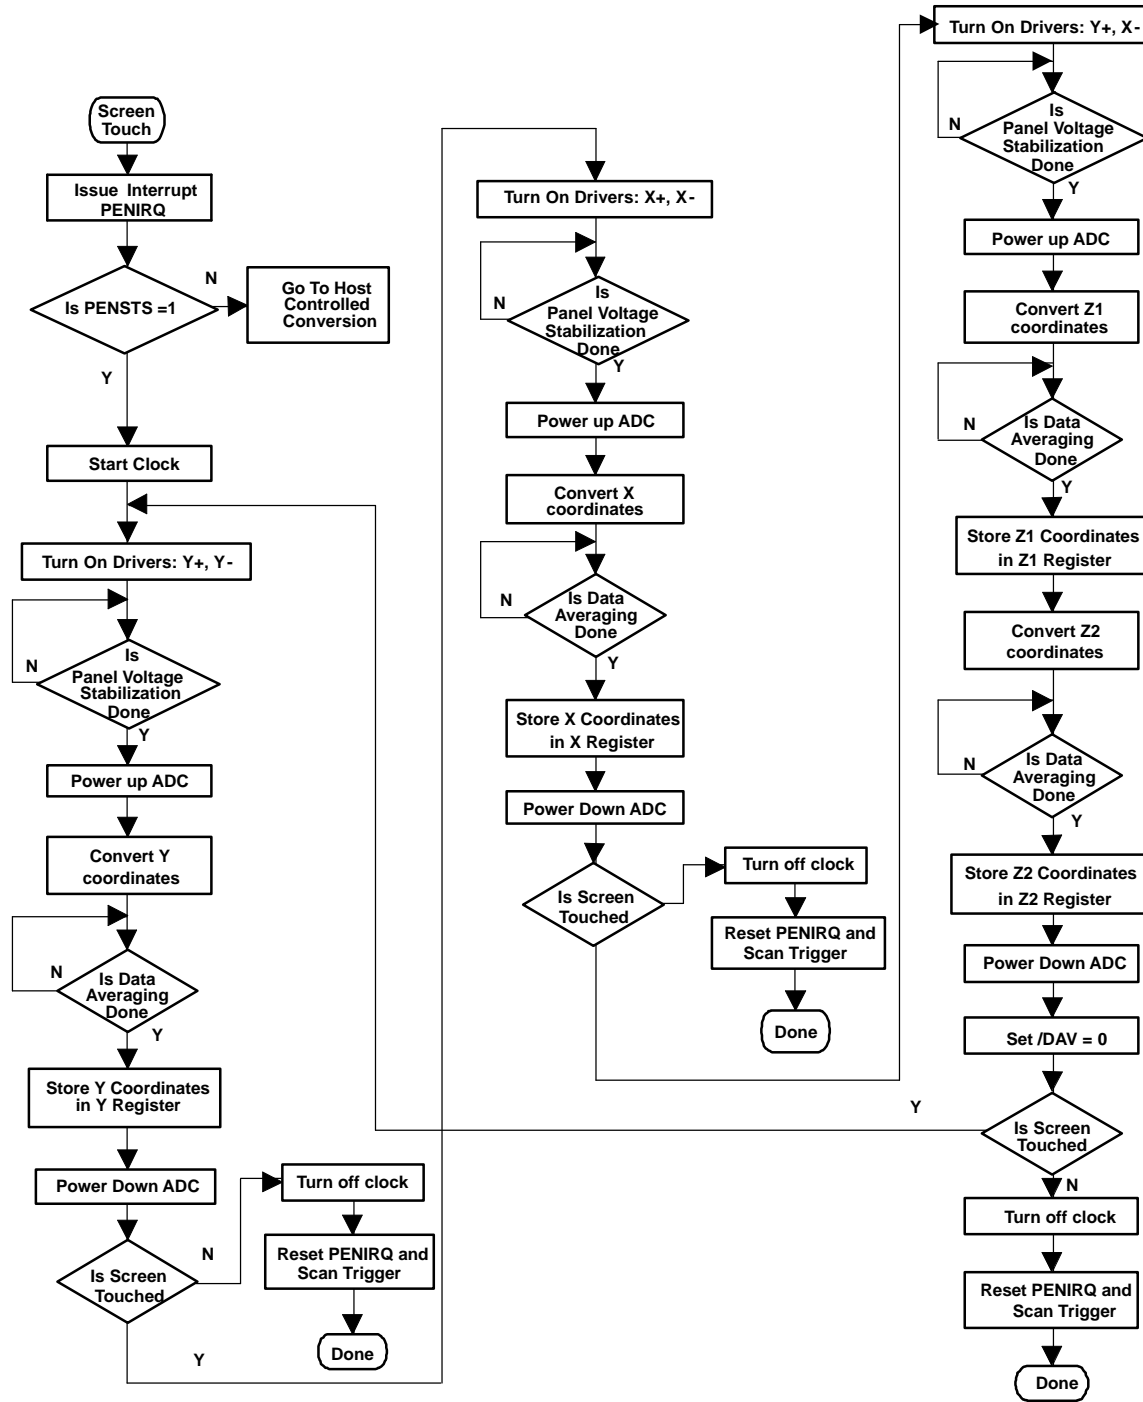 Screen
Touch
Issue Interrupt
PENIRQ
Is PENSTS =1
N
Go To Host
Controlled
Conversion
Y
Start Clock
Turn On Drivers: Y+, Y-
N
Is
Panel Voltage
Stabilization
Done
Y
Power up ADC
Convert Y
coordinates
N
Is Data
Averaging
Done
Y
Store Y Coordinates
in Y Register
Power Down ADC
Is Screen
Touched
N
Turn off clock
Reset PENIRQ and
Scan Trigger
Done
Y
Turn On Drivers: X+, X-
N
Is
Panel Voltage
Stabilization
Done
Y
Power up ADC
Convert X
coordinates
N
Is Data
Averaging
Done
Y
Store X Coordinates
in X Register
Power Down ADC
Is Screen
Touched
Turn off clock
Reset PENIRQ and
Scan Trigger
Done
Turn On Drivers: Y+, X-
N
Is
Panel Voltage
Stabilization
Done
Y
Power up ADC
Convert Z1
coordinates
N
Is Data
Averaging
Done
Y
Store Z1 Coordinates
in Z1 Register
Convert Z2
coordinates
N
Is Data
Averaging
Done
Y
Store Z2 Coordinates
in Z2 Register
Power Down ADC
Set /DAV = 0
Y
Is Screen
Touched
N
Turn off clock
Reset PENIRQ and
Scan Trigger
Done